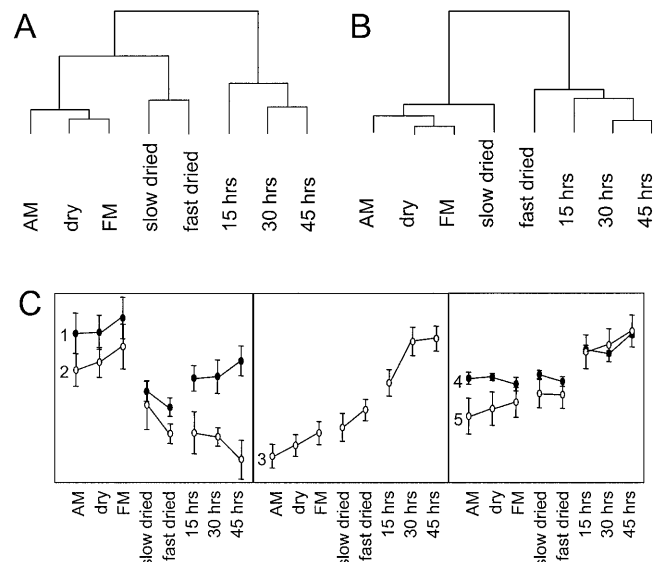 A
AM
dry
FM
slow dried
fast dried
15 hrs
30 hrs
45 hrs
B
AM
dry
FM
slow dried
fast dried
15 hrs
30 hrs
45 hrs
C
1
2
3
4
5
AM
dry
FM
slow dried
fast dried
15 hrs
30 hrs
45 hrs
AM
dry
FM
slow dried
fast dried
15 hrs
30 hrs
45 hrs
AM
dry
FM
slow dried
fast dried
15 hrs
30 hrs
45 hrs